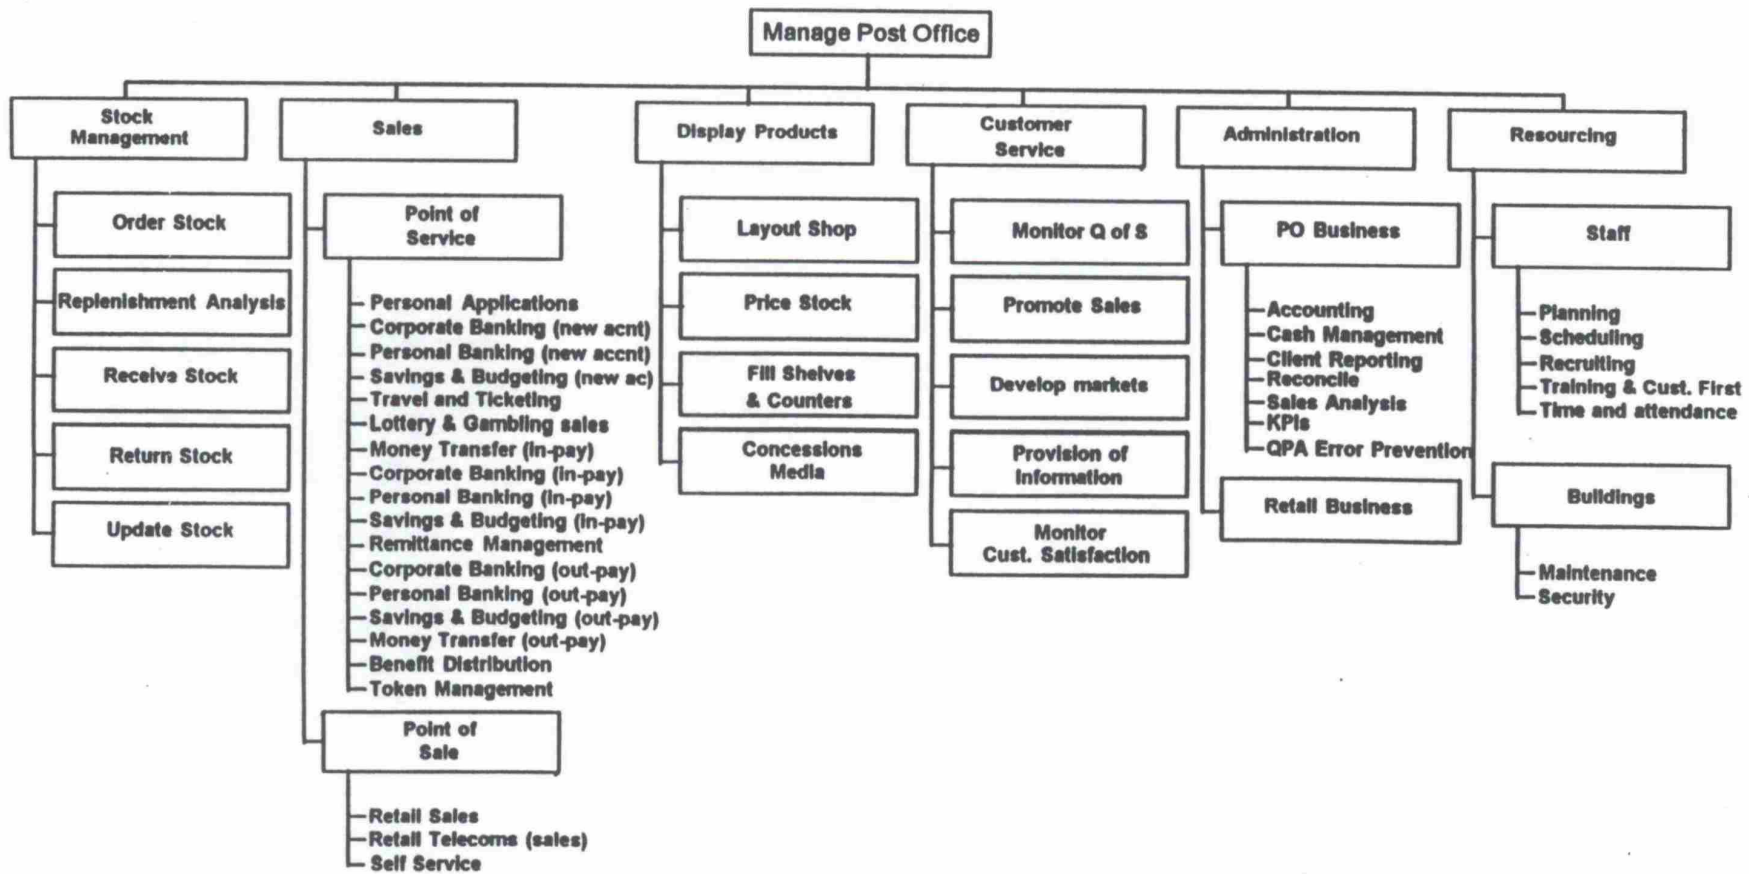 Manage Post Office
Stock
Management
Order Stock
Replenishment Analysis
Receive Stock
Return Stock
Update Stock
Sales
Point of
Service
Personal Applications
Corporate Banking (new acnt)
Personal Banking (new accnt)
Savings & Budgeting (new ac)
Travel and Ticketing
Lottery & Gambling sales
Money Transfer (in-pay)
Corporate Banking (in-pay)
Personal Banking (in-pay)
Savings & Budgeting (in-pay)
Remittance Management
Corporate Banking (out-pay)
Personal Banking (out-pay)
Savings & Budgeting (out-pay)
Money Transfer (out-pay)
Benefit Distribution
Token Management
Point of
Sale
Retail Sales
Retail Telecoms (sales)
Self Service
Display Products
Layout Shop
Price Stock
Fill Shelves
& Counters
Concessions
Media
Customer
Service
Monitor Q of S
Promote Sales
Develop markets
Provision of
Information
Monitor
Cust. Satisfaction
Administration
PO Business
Accounting
Cash Management
Client Reporting
Reconcile
Sales Analysis
KPIs
QPA Error Prevention
Retail Business
Resourcing
Staff
Planning
Scheduling
Recruiting
Training & Cust. First
Time and attendance
Buildings
Maintenance
Security